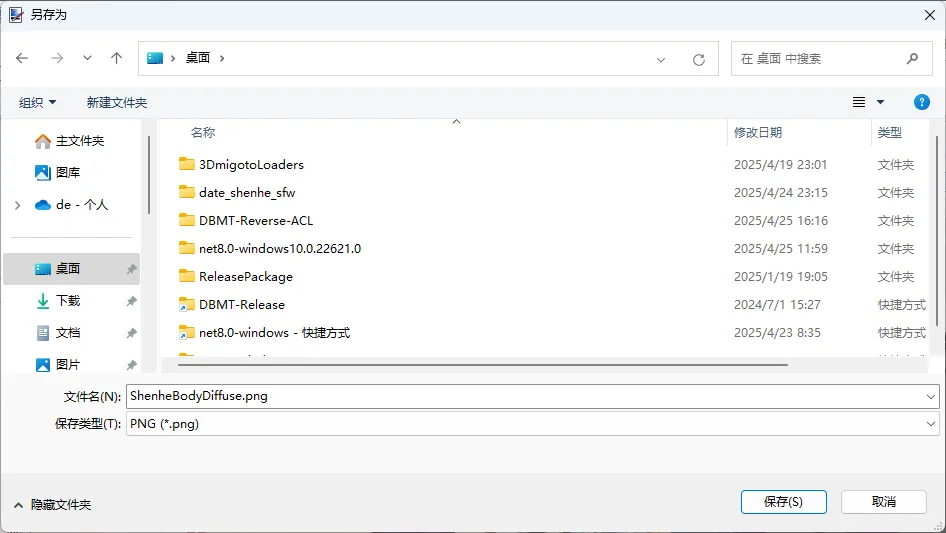 另存为
桌面
在 桌面 中搜索
组织
新建文件夹
?
主文件夹
图库
de - 个人
桌面
下载
文档
图片
名称 修改日期 类型
3DmigotoLoaders 2025/4/19 23:01 文件夹
date_shenhe_sfw 2025/4/24 23:15 文件夹
DBMT-Reverse-ACL 2025/4/25 16:16 文件夹
net8.0-windows10.0.22621.0 2025/4/25 11:59 文件夹
ReleasePackage 2025/1/19 19:05 文件夹
DBMT-Release 2024/7/1 15:27 快捷方式
net8.0-windows - 快捷方式 2025/4/23 8:35 快捷方式
文件名(N): ShenheBodyDiffuse.png
保存类型(T): PNG (*.png)
隐藏文件夹
保存(S)
取消